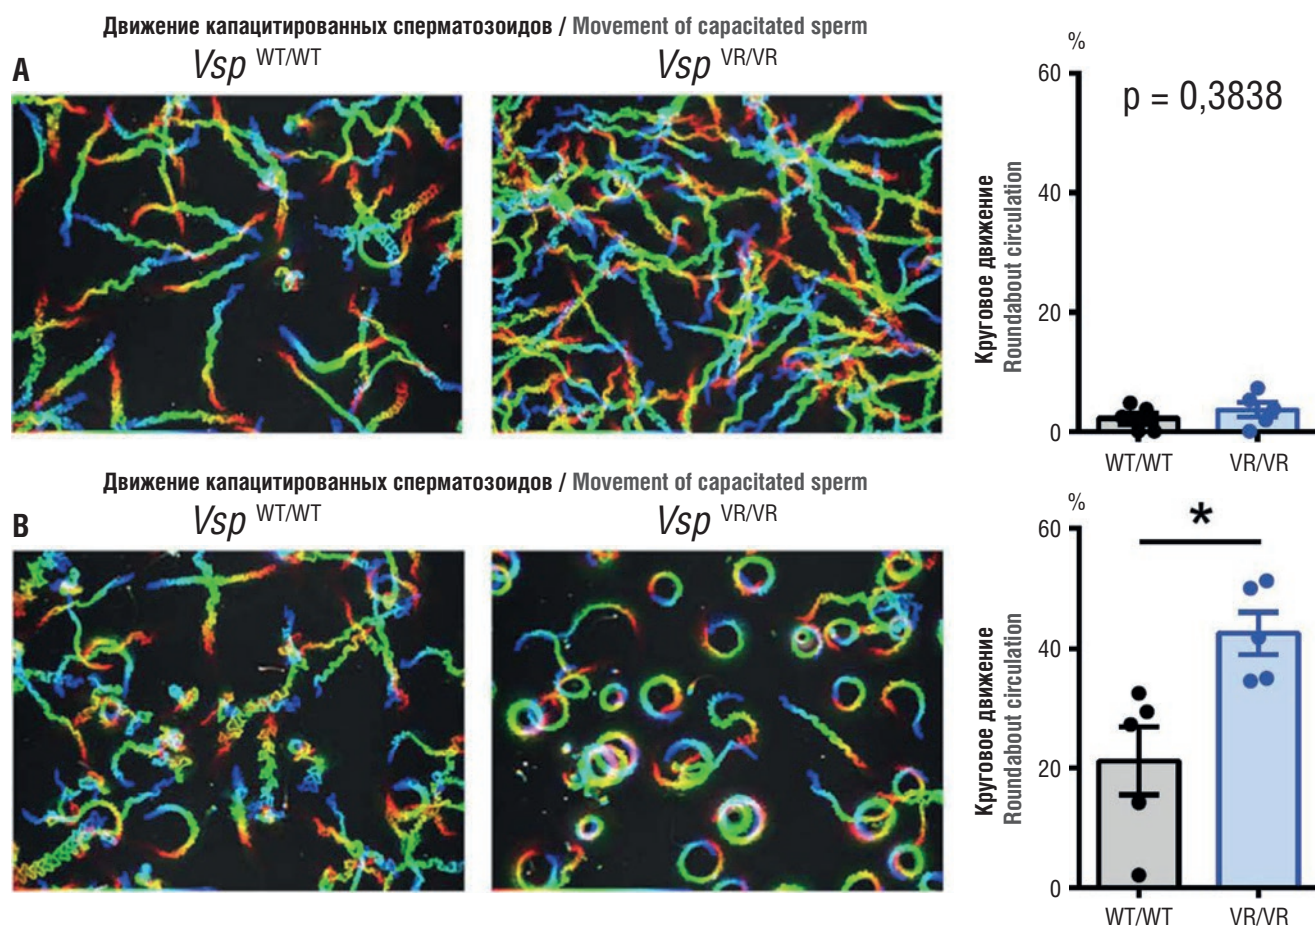 Движение капацитированных сперматозоидов / Movement of capacitated sperm
A
Vsp WT/WT
Vsp VR/VR
%
60
40
20
0
p = 0,3838
Круговое движение
Roundabout circulation
WT/WT
VR/VR
Движение капацитированных сперматозоидов / Movement of capacitated sperm
B
Vsp WT/WT
Vsp VR/VR
%
60
40
20
0
*
Круговое движение
Roundabout circulation
WT/WT
VR/VR